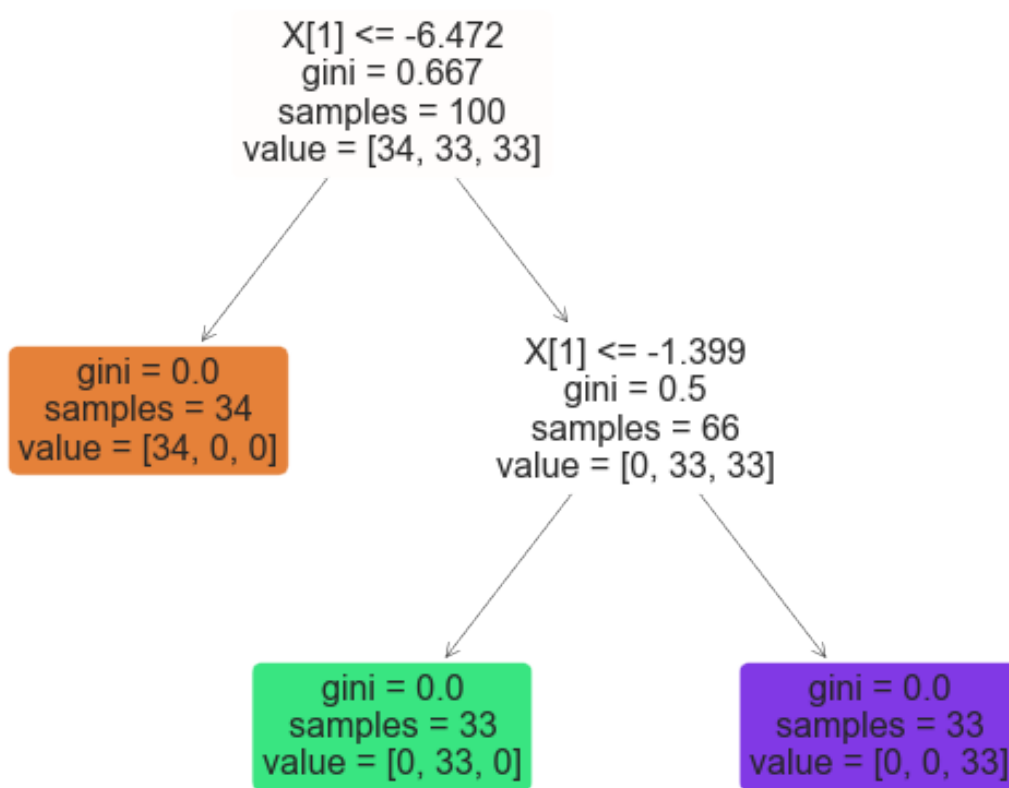 X[1] <= -6.472
gini = 0.667
samples = 100
value = [34, 33, 33]
gini = 0.0
samples = 34
value = [34, 0, 0]
X[1] <= -1.399
gini = 0.5
samples = 66
value = [0, 33, 33]
gini = 0.0
samples = 33
value = [0, 33, 0]
gini = 0.0
samples = 33
value = [0, 0, 33]